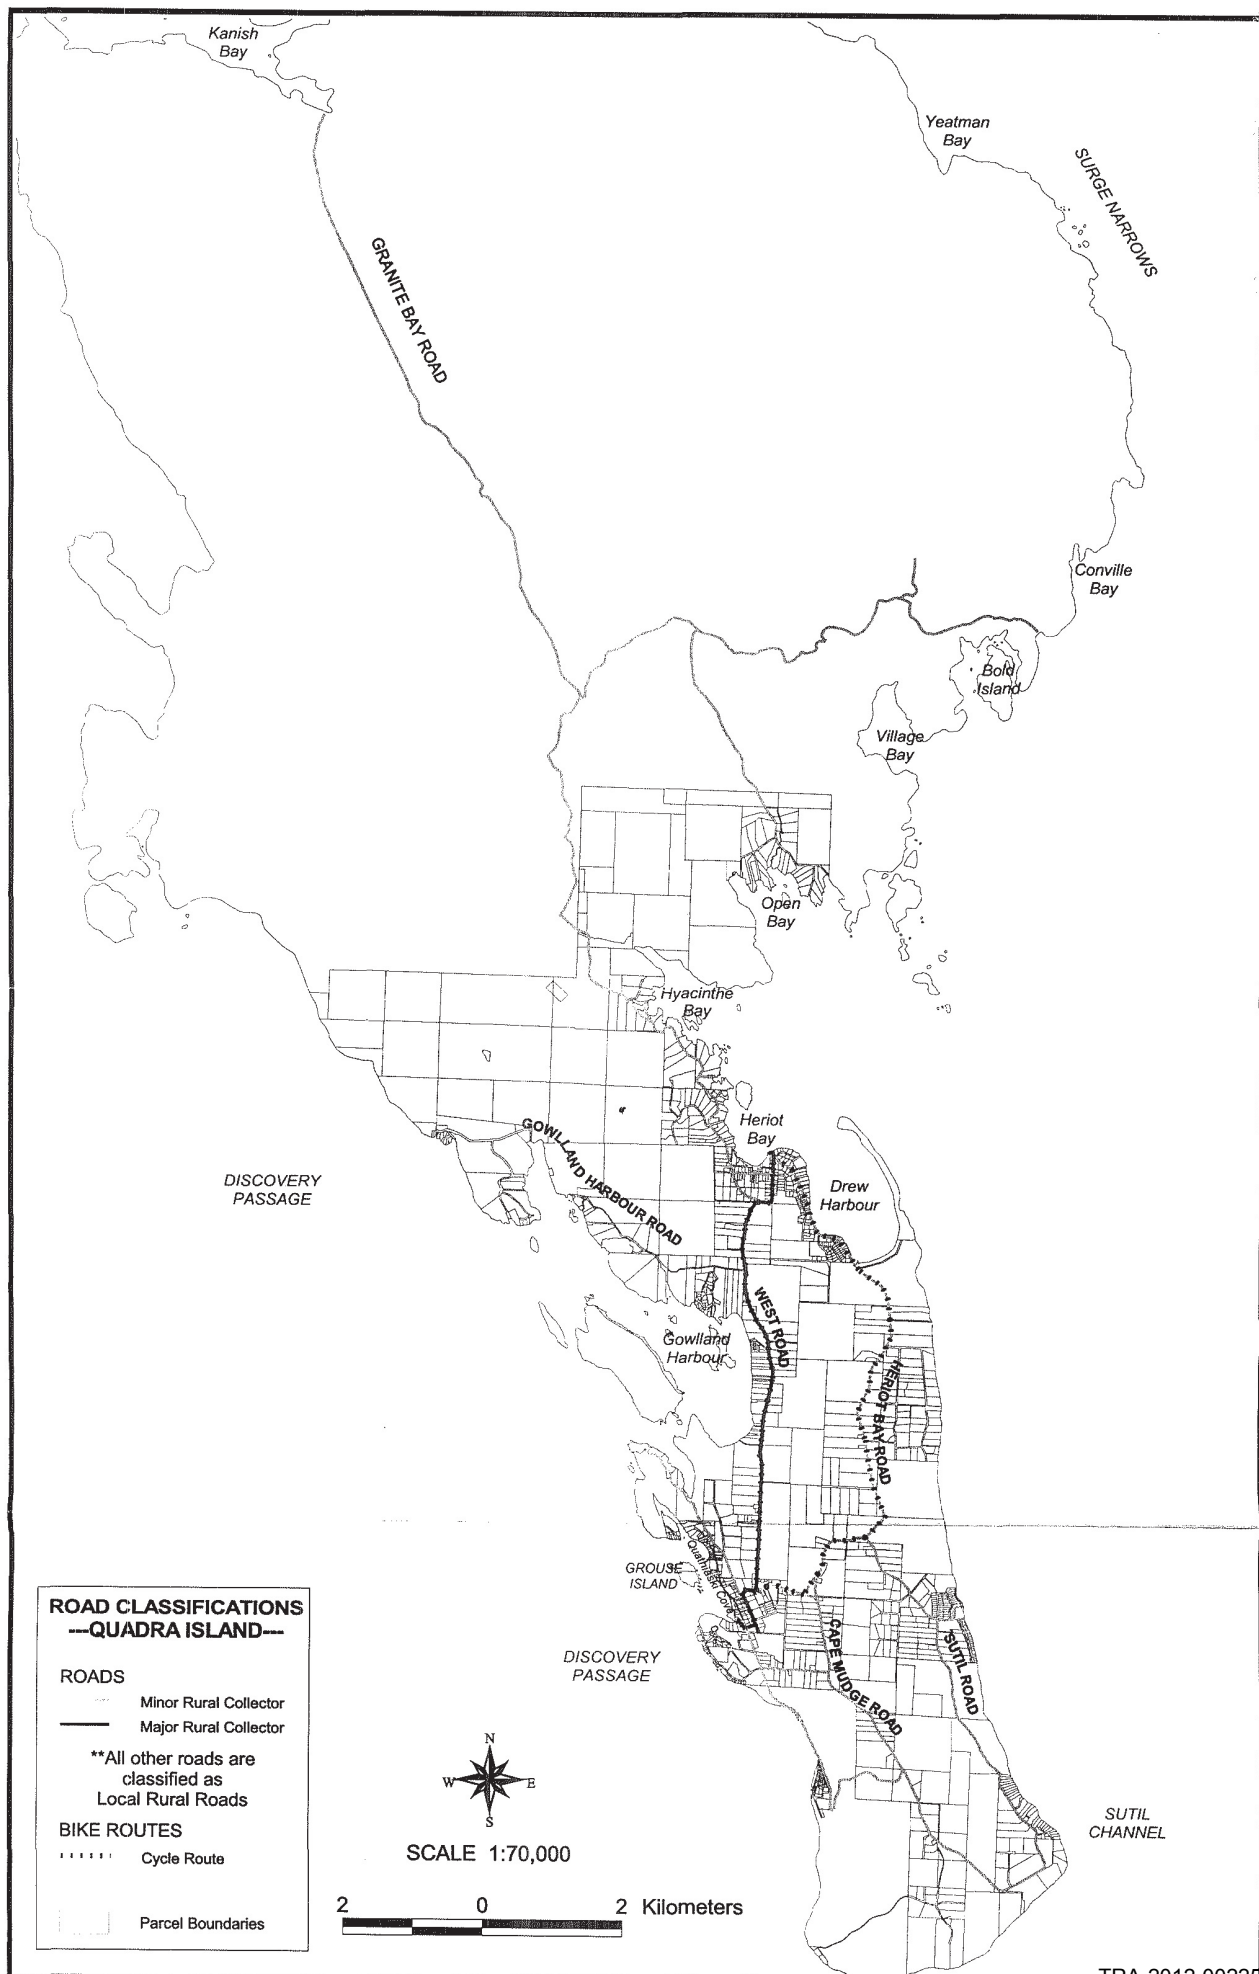 Kanish
Bay
Yeatman
Bay
SURGE NARROWS
GRANITE BAY ROAD
Conville
Bay
Bold
Island
Village
Bay
Open
Bay
Hyacinthe
Bay
Heriot
Bay
GOWLLAND HARBOUR ROAD
DISCOVERY
PASSAGE
Drew
Harbour
WEST ROAD
Gowlland
Harbour
HERIOT BAY ROAD
Quathiaski Cove
GROUSE
ISLAND
DISCOVERY
PASSAGE
CAPE MUDGE ROAD
SUTIL ROAD
SUTIL
CHANNEL
ROAD CLASSIFICATIONS
---QUADRA ISLAND---
ROADS
Minor Rural Collector
Major Rural Collector
**All other roads are
classified as
Local Rural Roads
BIKE ROUTES
Cycle Route
Parcel Boundaries
N
W E
S
SCALE 1:70,000
2 0 2 Kilometers